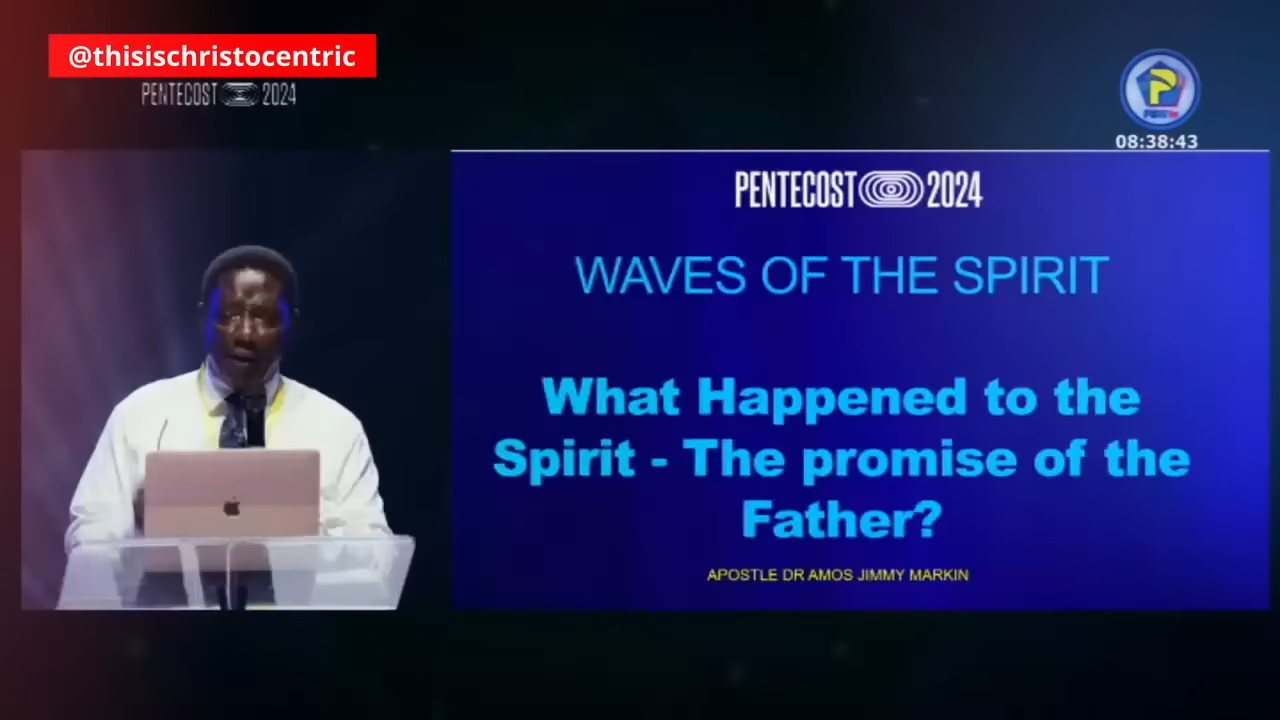 @thisischristocentric
PENTECOST 2024
08:38:43
PENTECOST 2024
WAVES OF THE SPIRIT
What Happened to the
Spirit - The promise of the
Father?
APOSTLE DR AMOS JIMMY MARKIN